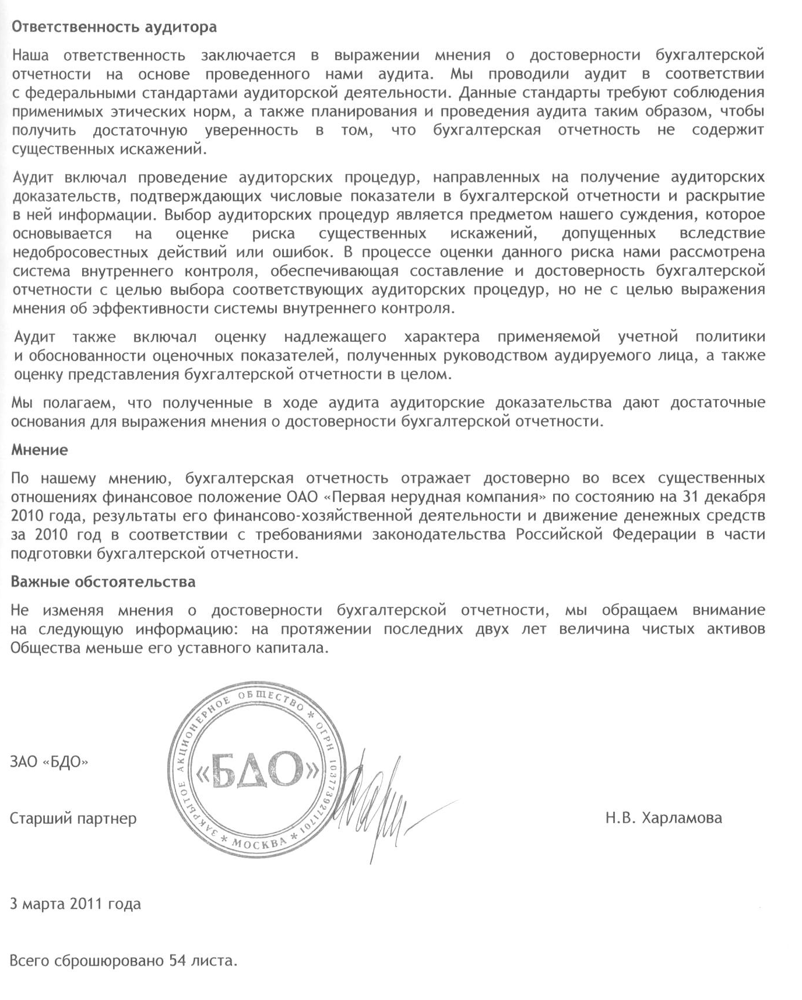 Ответственность аудитора
Наша ответственность заключается в выражении мнения о достоверности бухгалтерской
отчетности на основе проведенного нами аудита. Мы проводили аудит в соответствии
с федеральными стандартами аудиторской деятельности. Данные стандарты требуют соблюдения
применимых этических норм, а также планирования и проведения аудита таким образом, чтобы
получить достаточную уверенность в том, что бухгалтерская отчетность не содержит
существенных искажений.
Аудит включал проведение аудиторских процедур, направленных на получение аудиторских
доказательств, подтверждающих числовые показатели в бухгалтерской отчетности и раскрытие
в ней информации. Выбор аудиторских процедур является предметом нашего суждения, которое
основывается на оценке риска существенных искажений, допущенных вследствие
недобросовестных действий или ошибок. В процессе оценки данного риска нами рассмотрена
система внутреннего контроля, обеспечивающая составление и достоверность бухгалтерской
отчетности с целью выбора соответствующих аудиторских процедур, но не с целью выражения
мнения об эффективности системы внутреннего контроля.
Аудит также включал оценку надлежащего характера применяемой учетной политики
и обоснованности оценочных показателей, полученных руководством аудируемого лица, а также
оценку представления бухгалтерской отчетности в целом.
Мы полагаем, что полученные в ходе аудита аудиторские доказательства дают достаточные
основания для выражения мнения о достоверности бухгалтерской отчетности.
Мнение
По нашему мнению, бухгалтерская отчетность отражает достоверно во всех существенных
отношениях финансовое положение ОАО «Первая нерудная компания» по состоянию на 31 декабря
2010 года, результаты его финансово-хозяйственной деятельности и движение денежных средств
за 2010 год в соответствии с требованиями законодательства Российской Федерации в части
подготовки бухгалтерской отчетности.
Важные обстоятельства
Не изменяя мнения о достоверности бухгалтерской отчетности, мы обращаем внимание
на следующую информацию: на протяжении последних двух лет величина чистых активов
Общества меньше его уставного капитала.
ЗАКРЫТОЕ АКЦИОНЕРНОЕ ОБЩЕСТВО * ОГРН 1037739271701 * МОСКВА *
«БДО»
ЗАО «БДО»
Старший партнер
Н.В. Харламова
3 марта 2011 года
Всего сброшюровано 54 листа.